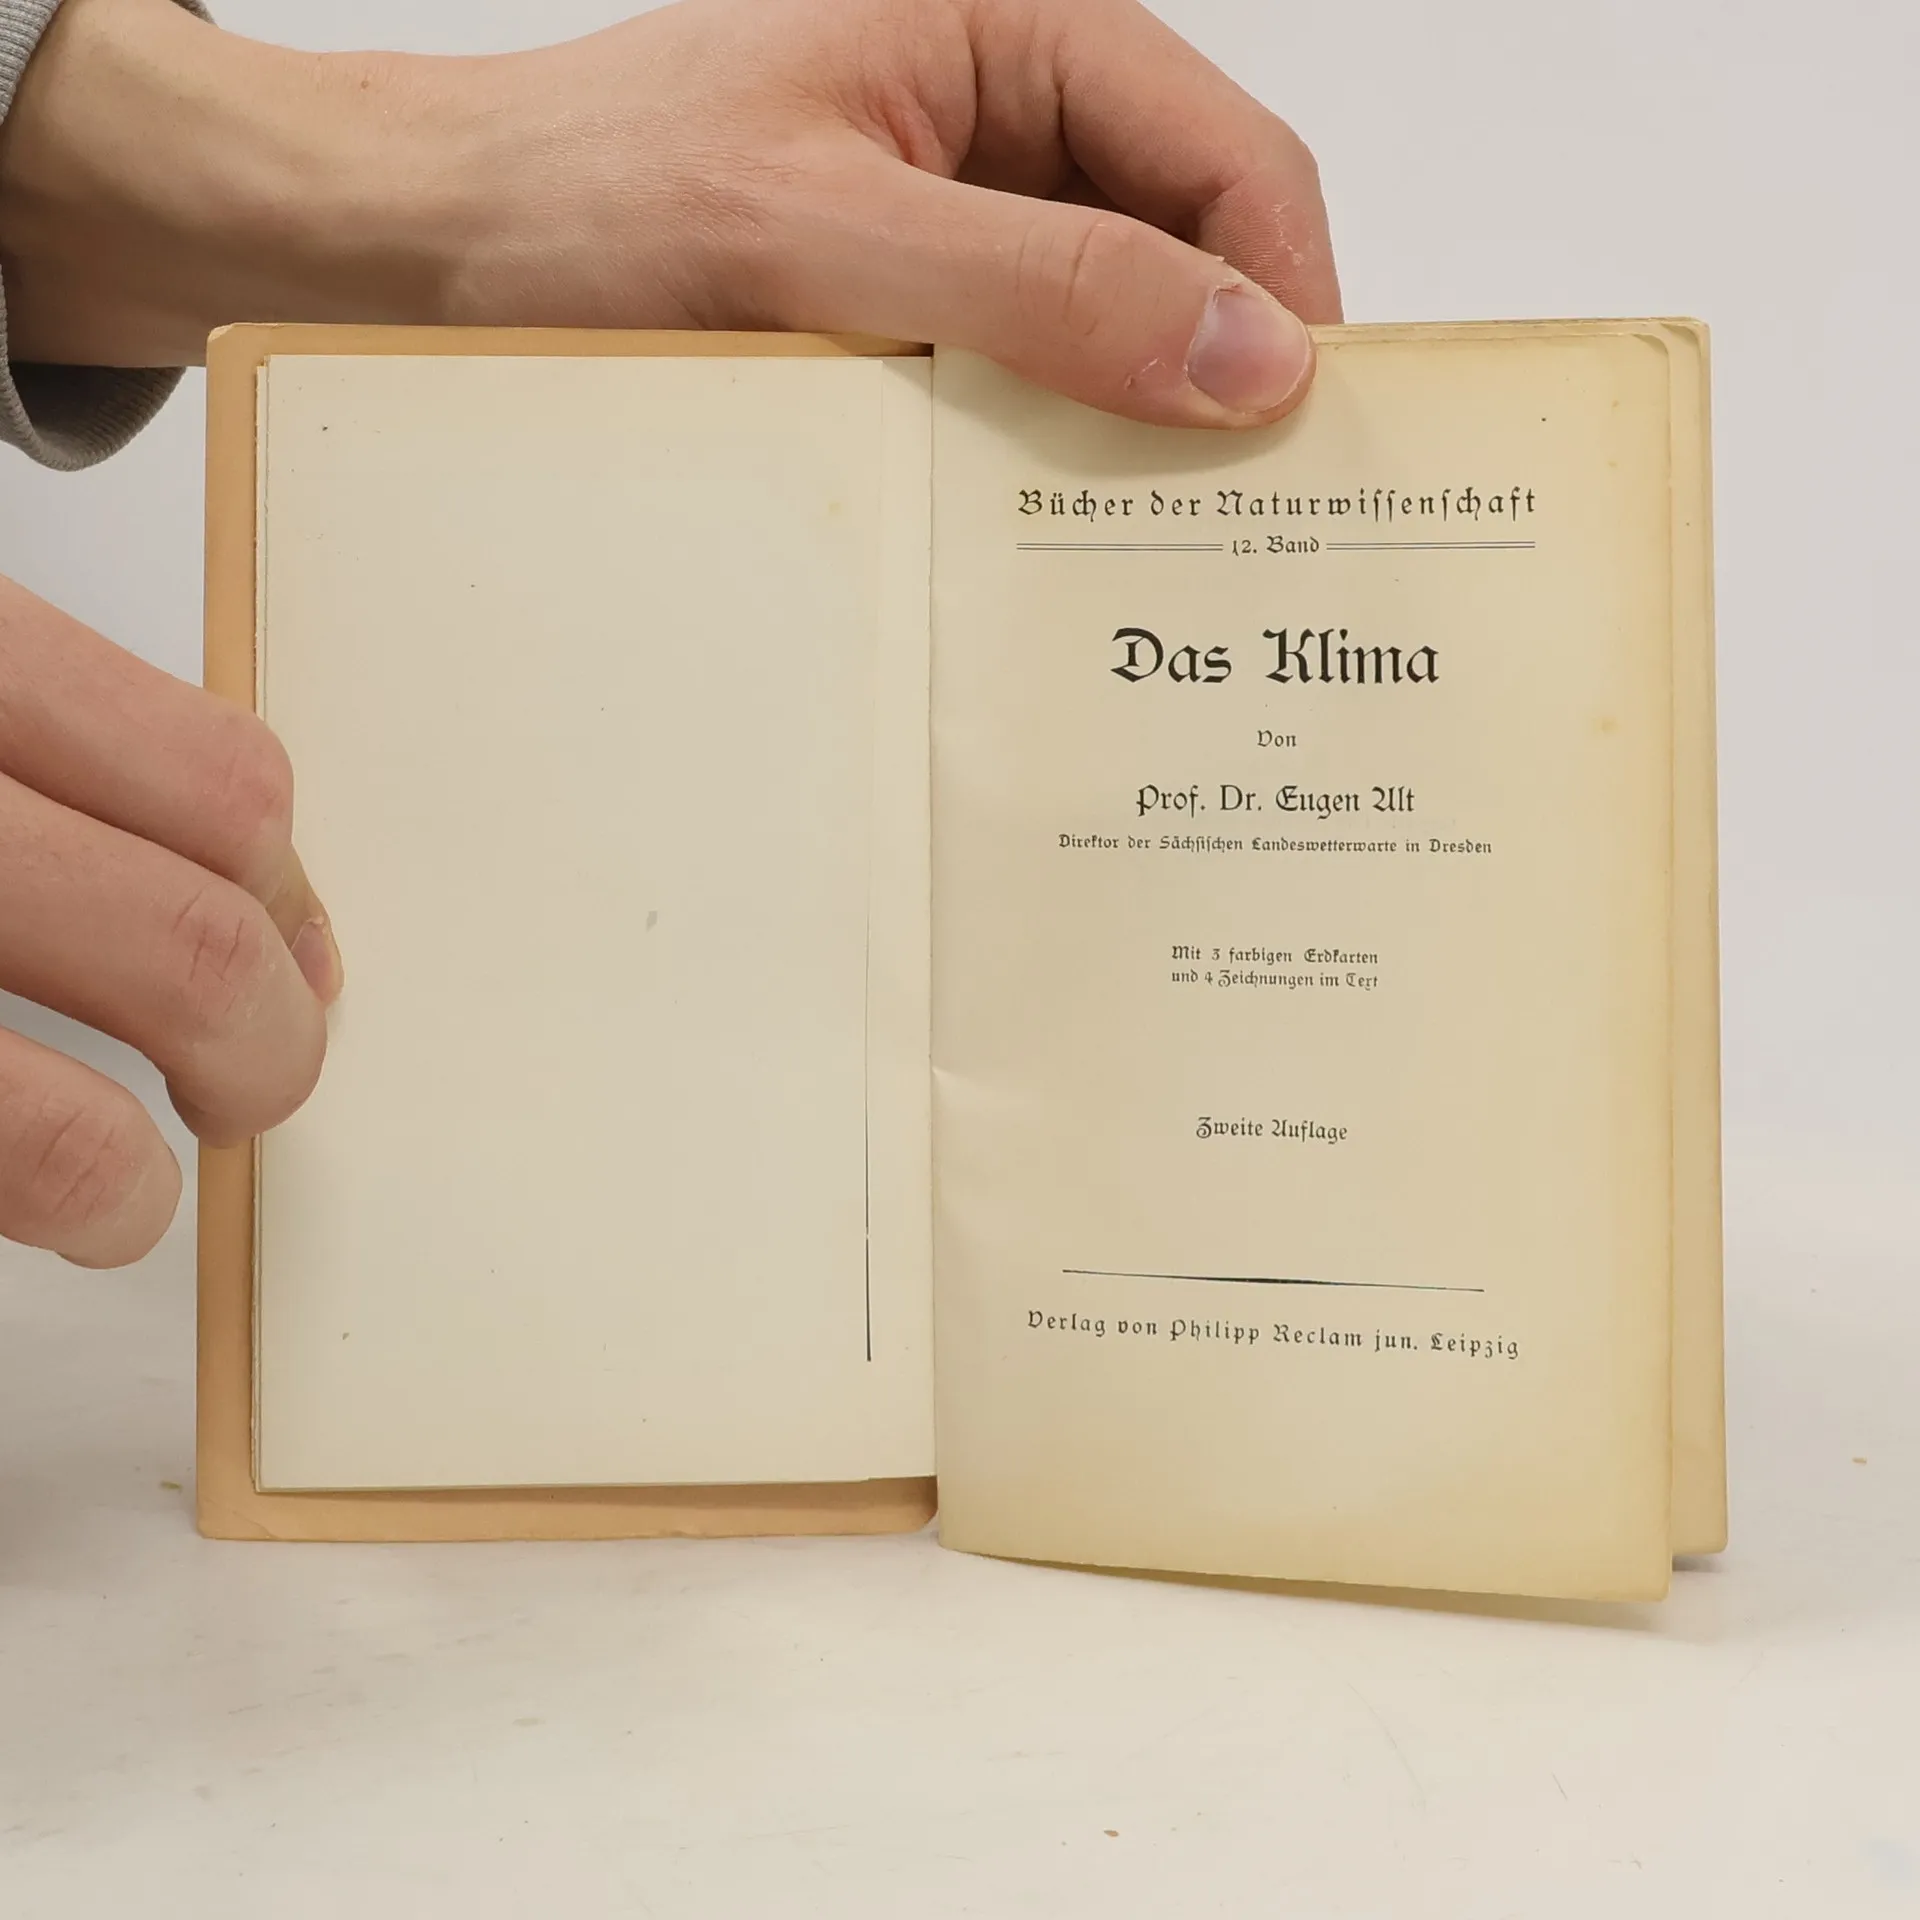 Bücher der Naturwiſſenſchaft
12. Band
Das Klima
Von
Prof. Dr. Eugen Alt
Direktor der Sächſiſchen Landeswetterwarte in Dresden
Mit 3 farbigen Erdkarten
und 4 Zeichnungen im Text
Zweite Auflage
Verlag von Philipp Reclam jun. Leipzig